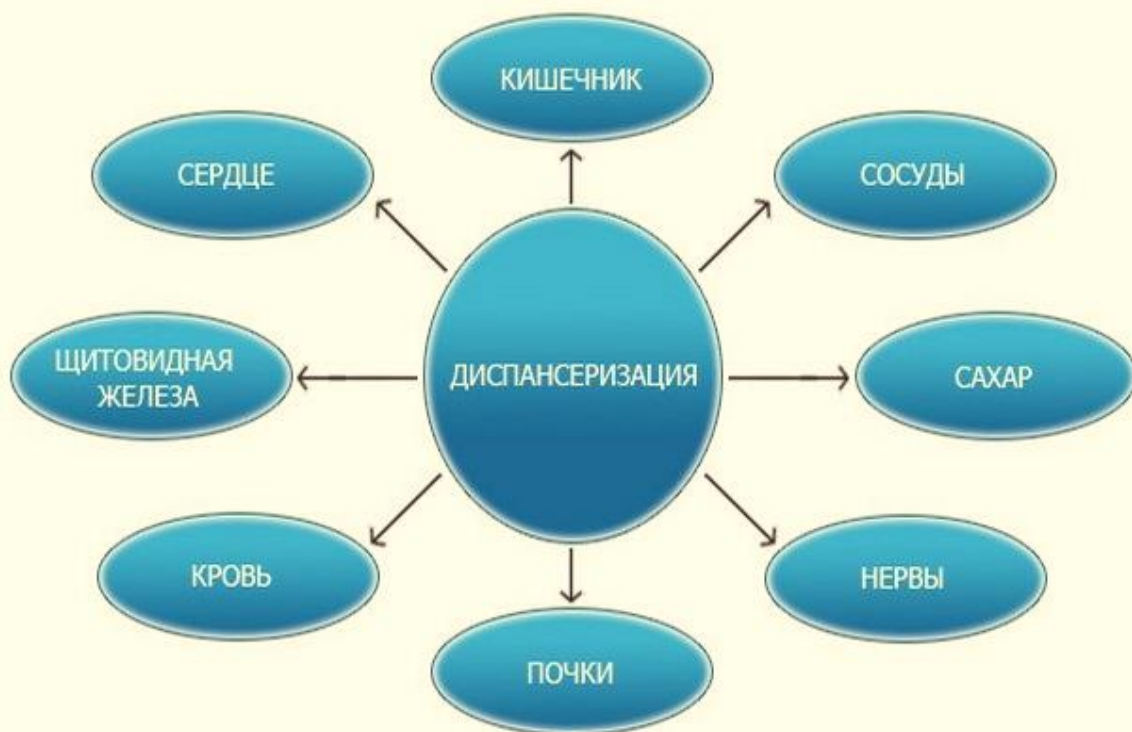 КИШЕЧНИК
СЕРДЦЕ
СОСУДЫ
ЩИТОВИДНАЯ
ЖЕЛЕЗА
ДИСПАНСЕРИЗАЦИЯ
САХАР
КРОВЬ
НЕРВЫ
ПОЧКИ